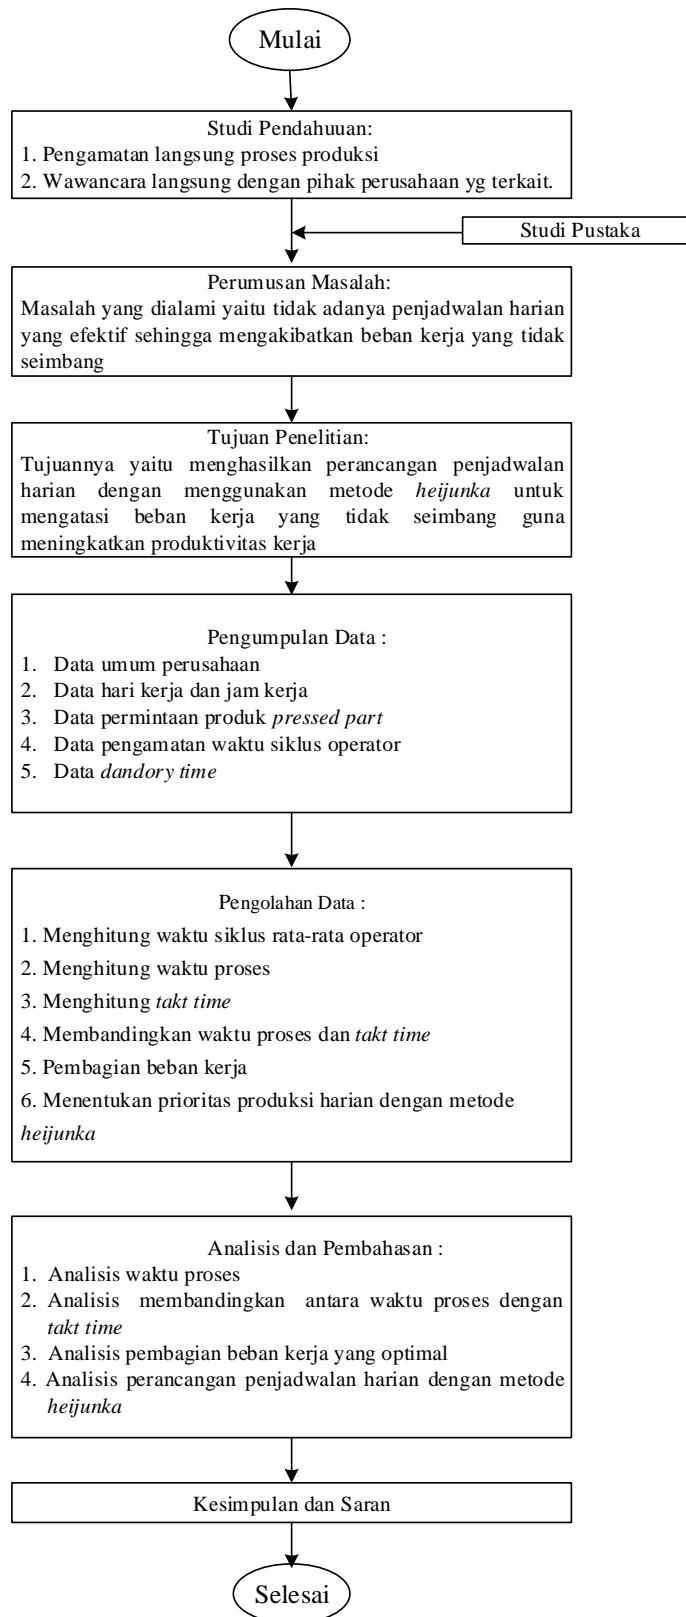 Mulai
Studi Pendahuuan:
1. Pengamatan langsung proses produksi
2. Wawancara langsung dengan pihak perusahaan yg terkait.
Studi Pustaka
Perumusan Masalah:
Masalah yang dialami yaitu tidak adanya penjadwalan harian
yang efektif sehingga mengakibatkan beban kerja yang tidak
seimbang
Tujuan Penelitian:
Tujuannya yaitu menghasilkan perancangan penjadwalan
harian dengan menggunakan metode heijunka untuk
mengatasi beban kerja yang tidak seimbang guna
meningkatkan produktivitas kerja
Pengumpulan Data :
1. Data umum perusahaan
2. Data hari kerja dan jam kerja
3. Data permintaan produk pressed part
4. Data pengamatan waktu siklus operator
5. Data dandory time
Pengolahan Data :
1. Menghitung waktu siklus rata-rata operator
2. Menghitung waktu proses
3. Menghitung takt time
4. Membandingkan waktu proses dan takt time
5. Pembagian beban kerja
6. Menentukan prioritas produksi harian dengan metode
heijunka
Analisis dan Pembahasan :
1. Analisis waktu proses
2. Analisis membandingkan antara waktu proses dengan
takt time
3. Analisis pembagian beban kerja yang optimal
4. Analisis perancangan penjadwalan harian dengan metode
heijunka
Kesimpulan dan Saran
Selesai